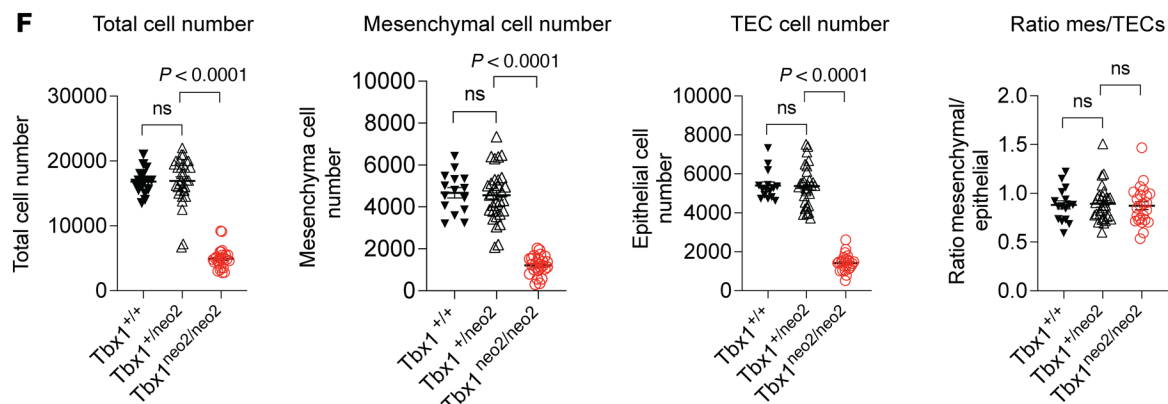 F
Total cell number
Mesenchymal cell number
TEC cell number
Ratio mes/TECs
Total cell number
30000
20000
10000
0
ns
P < 0.0001
Tbx1+/+
Tbx1+/neo2
Tbx1neo2/neo2
Mesenchyma cell
number
10000
8000
6000
4000
2000
0
ns
P < 0.0001
Tbx1+/+
Tbx1+/neo2
Tbx1neo2/neo2
Epithelial cell
number
10000
8000
6000
4000
2000
0
ns
P < 0.0001
Tbx1+/+
Tbx1+/neo2
Tbx1neo2/neo2
Ratio mesenchymal/
epithelial
2.0
1.5
1.0
0.5
0.0
ns
ns
Tbx1+/+
Tbx1+/neo2
Tbx1neo2/neo2